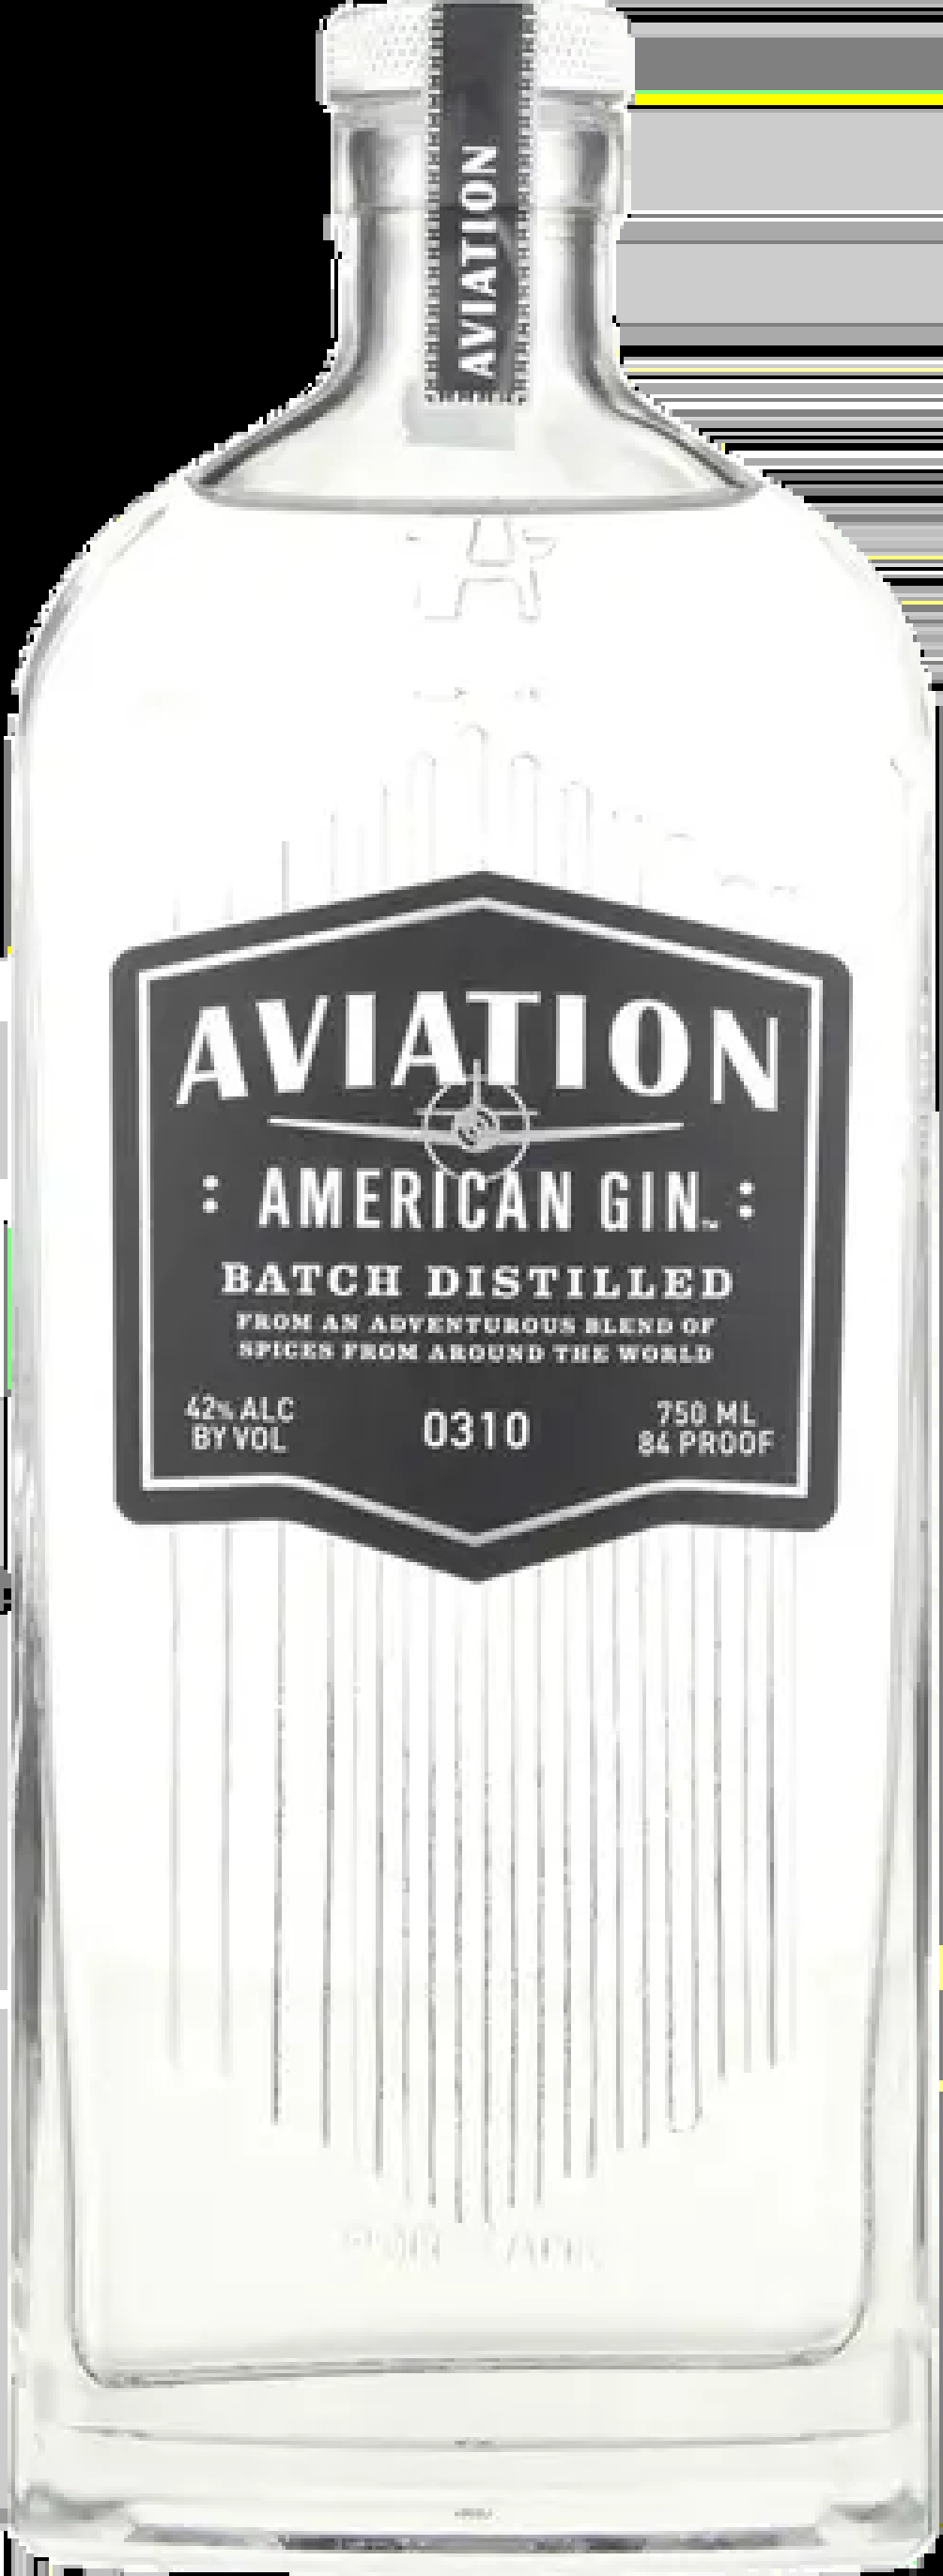 AVIATION
AVIATION
: AMERICAN GIN™ :
BATCH DISTILLED
FROM AN ADVENTUROUS BLEND OF
SPICES FROM AROUND THE WORLD
42% ALC
BY VOL
0310
750 ML
84 PROOF